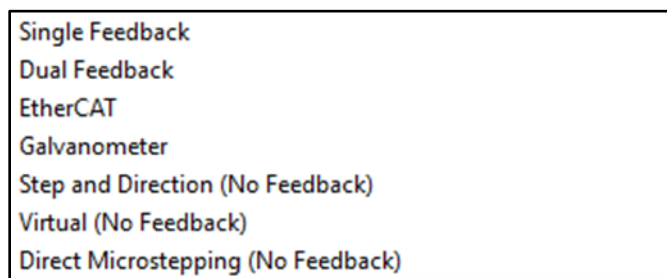 Single Feedback
Dual Feedback
EtherCAT
Galvanometer
Step and Direction (No Feedback)
Virtual (No Feedback)
Direct Microstepping (No Feedback)